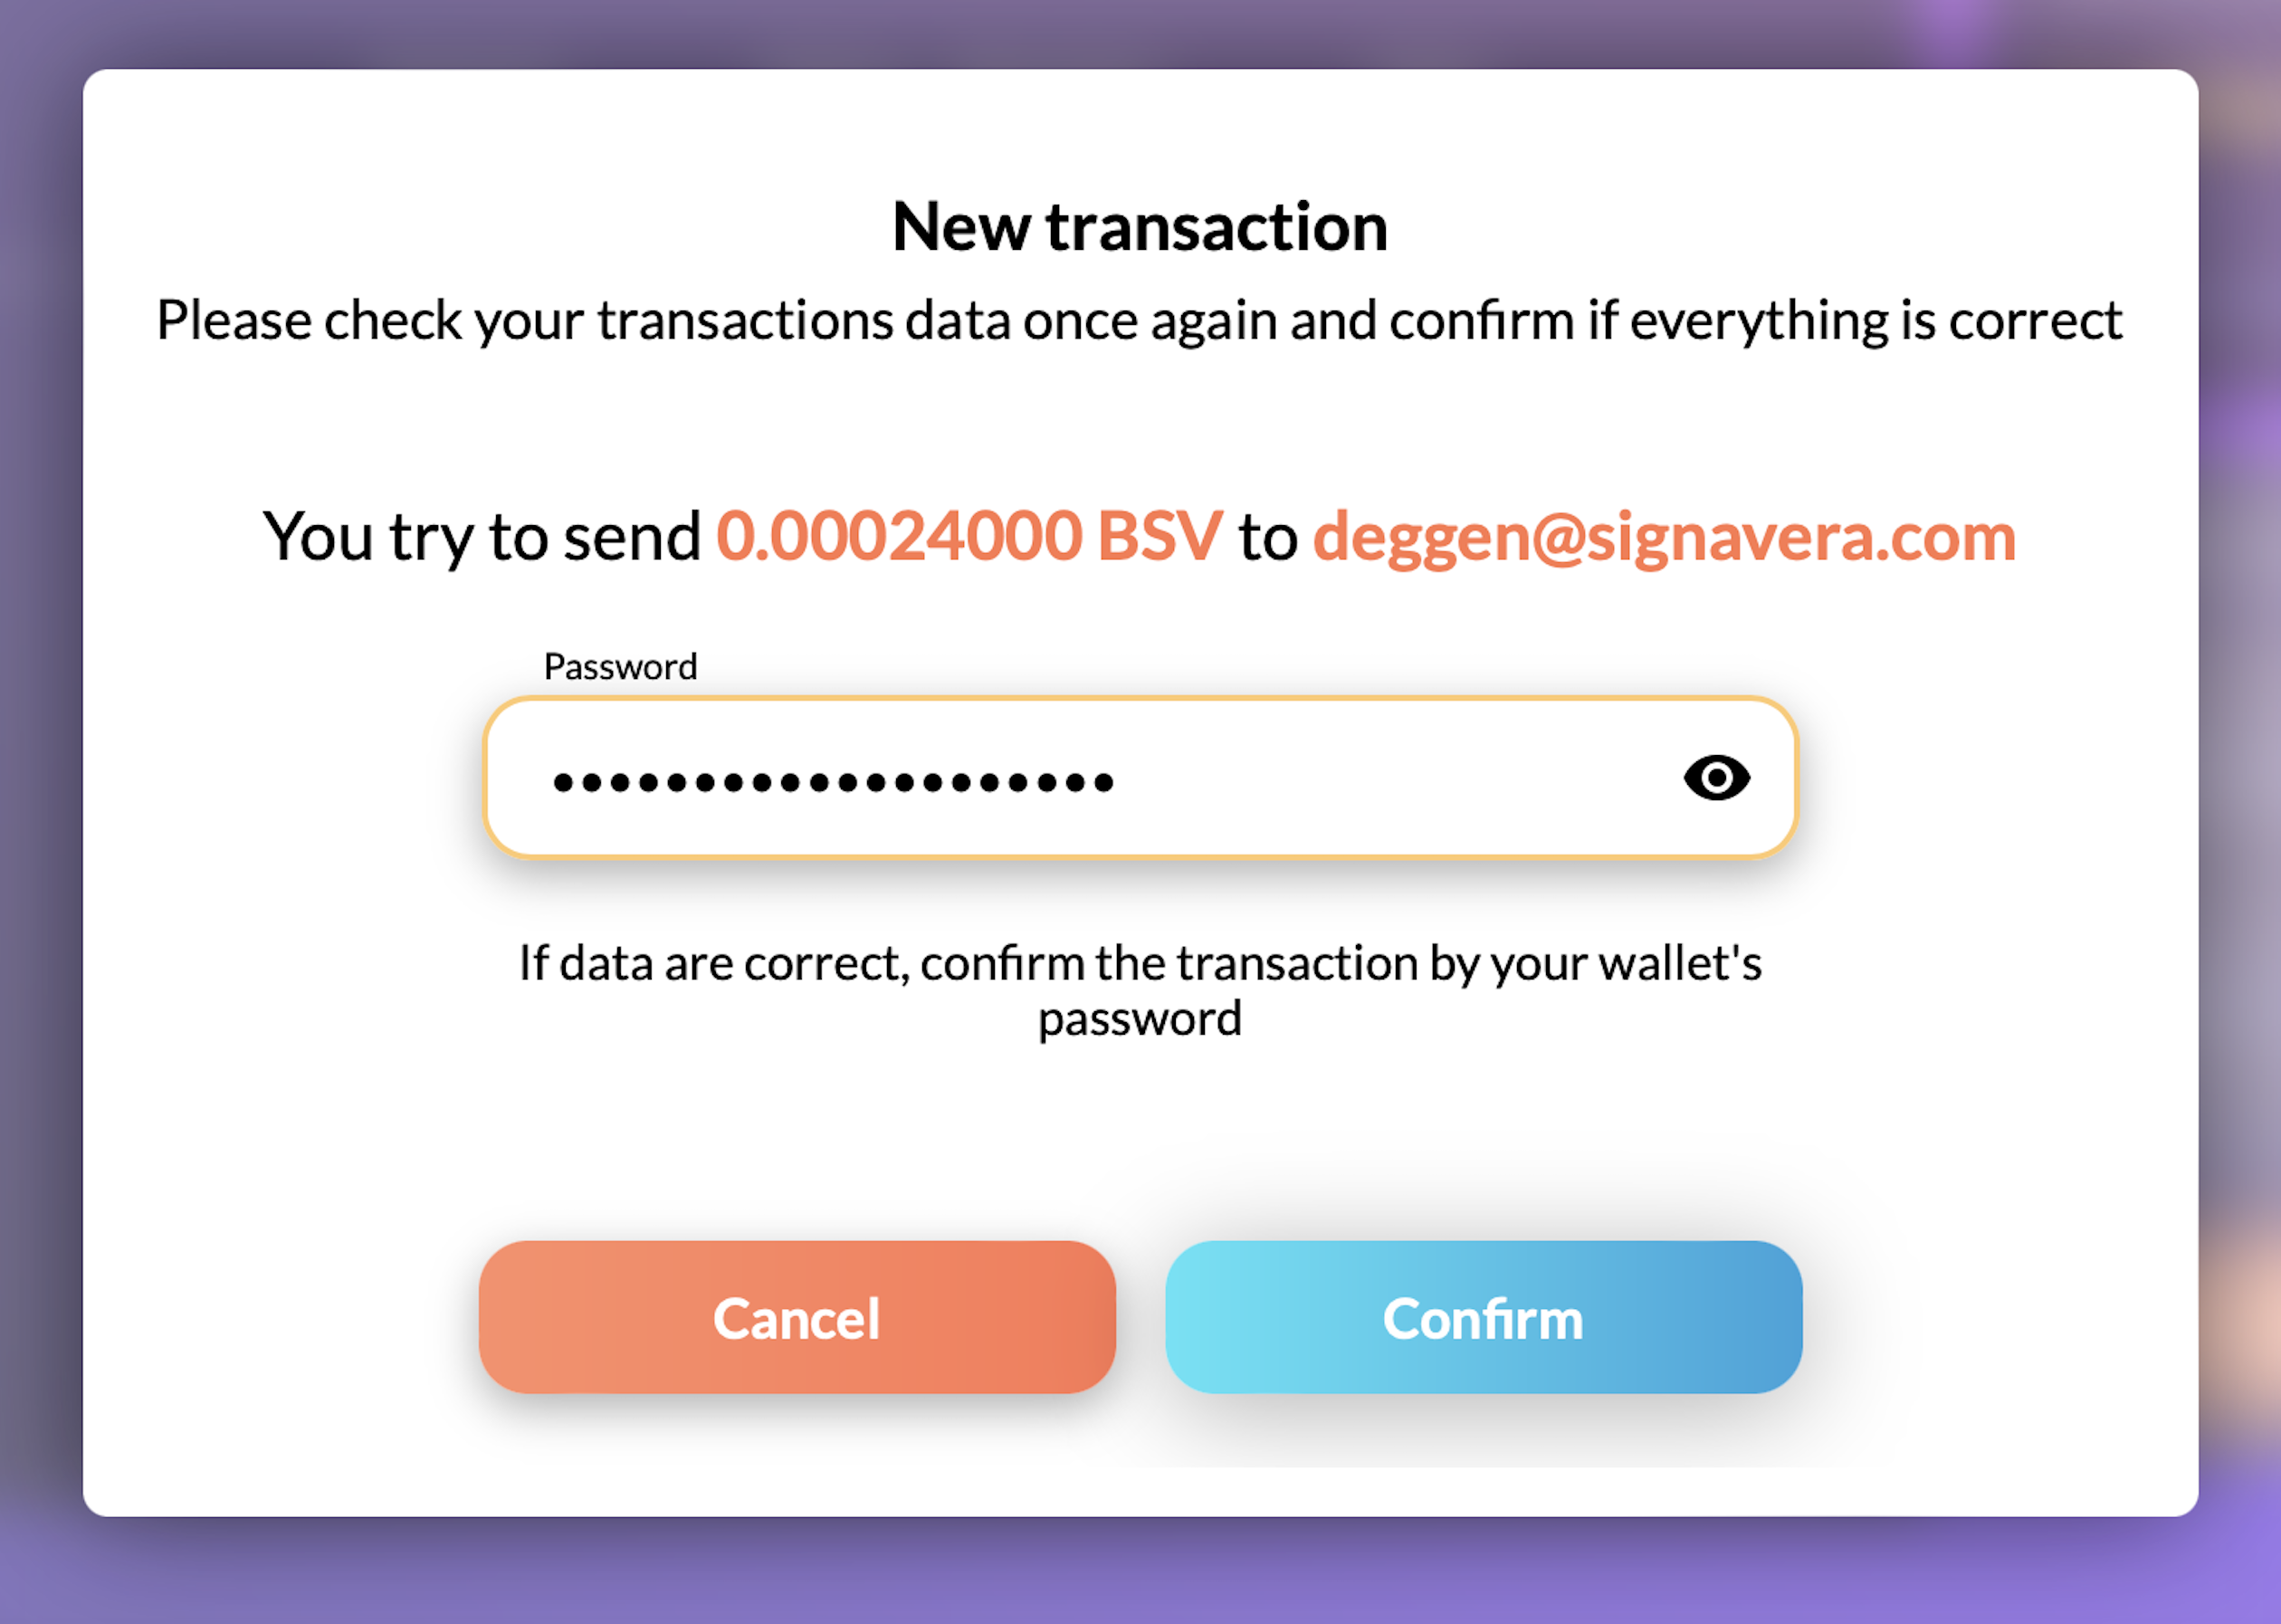 New transaction
Please check your transactions data once again and confirm if everything is correct
You try to send 0.00024000 BSV to deggen@signavera.com
Password
••••••••••••••••••••
If data are correct, confirm the transaction by your wallet's
password
Cancel
Confirm